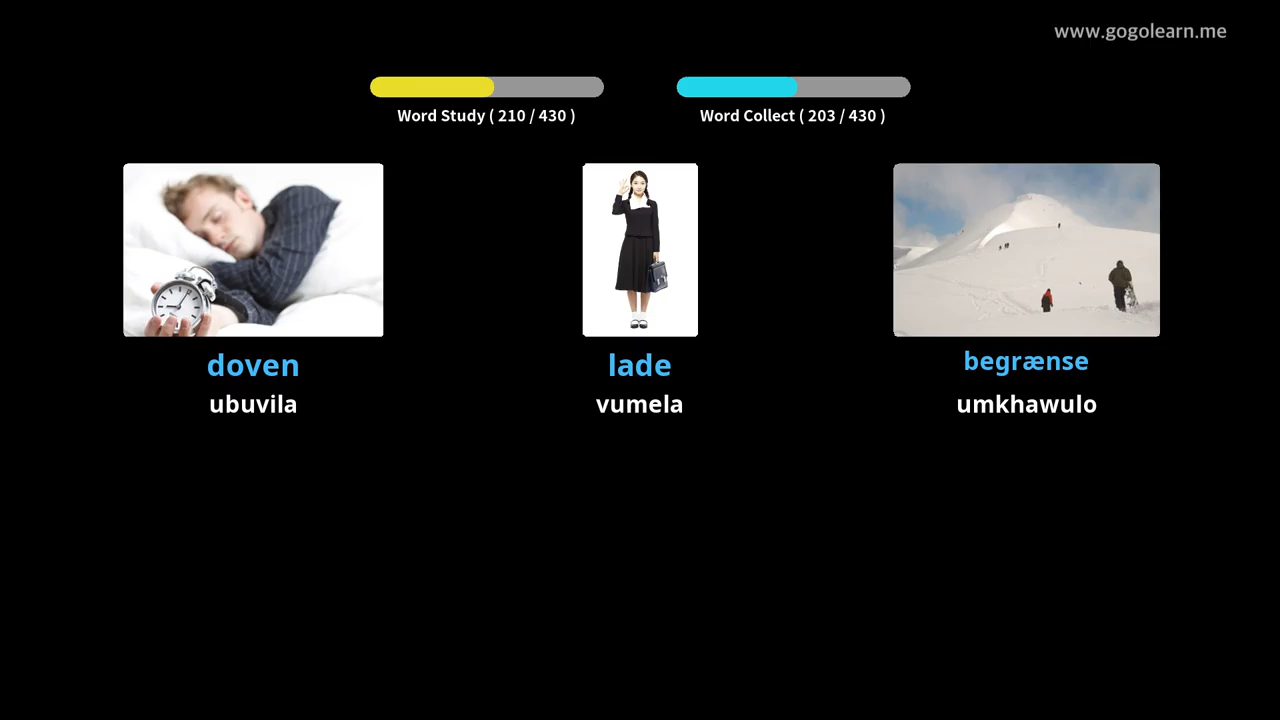 www.gogolearn.me
Word Study ( 210 / 430 )
Word Collect ( 203 / 430 )
doven
lade
begrænse
ubuvila
vumela
umkhawulo